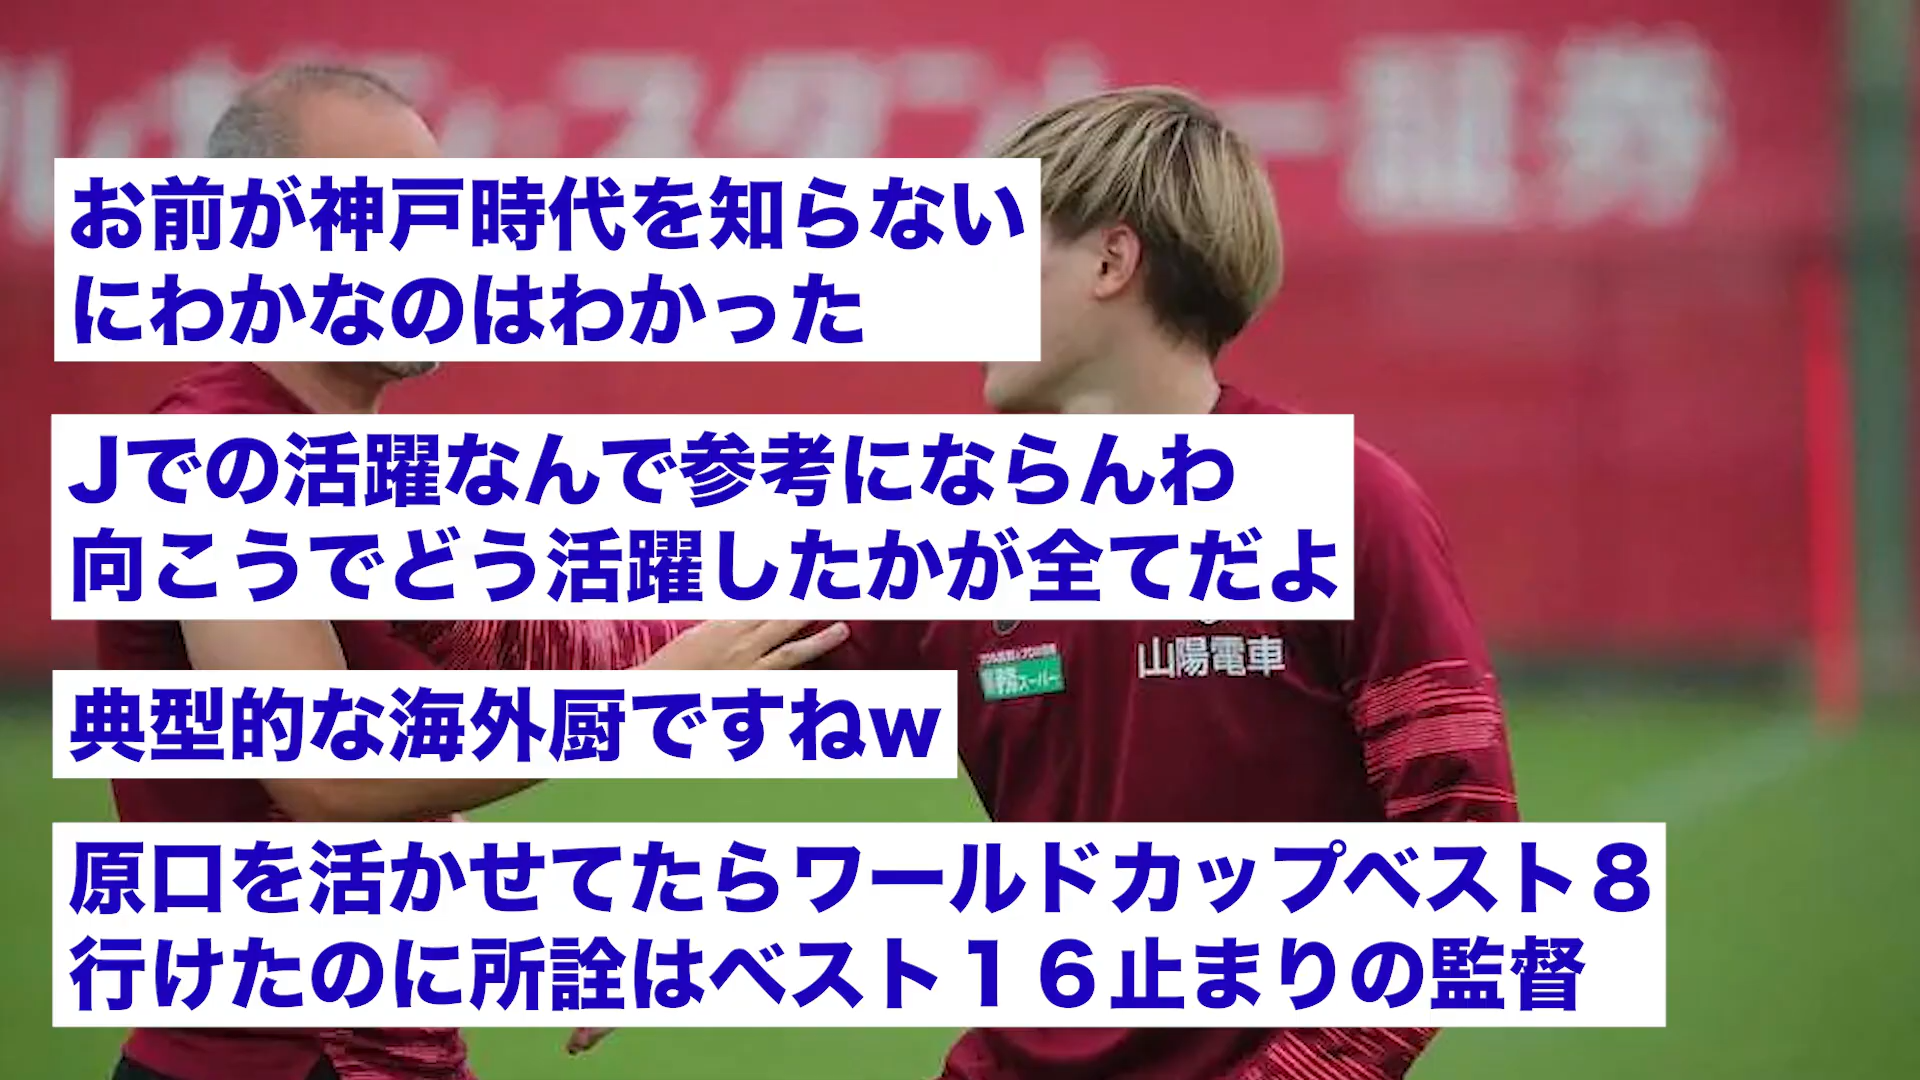 お前が神戸時代を知らない
にわかなのはわかった
Jでの活躍なんで参考にならんわ
向こうでどう活躍したかが全てだよ
山陽電車
スーパー
典型的な海外厨ですねw
原口を活かせてたらワールドカップベスト８
行けたのに所詮はベスト１６止まりの監督